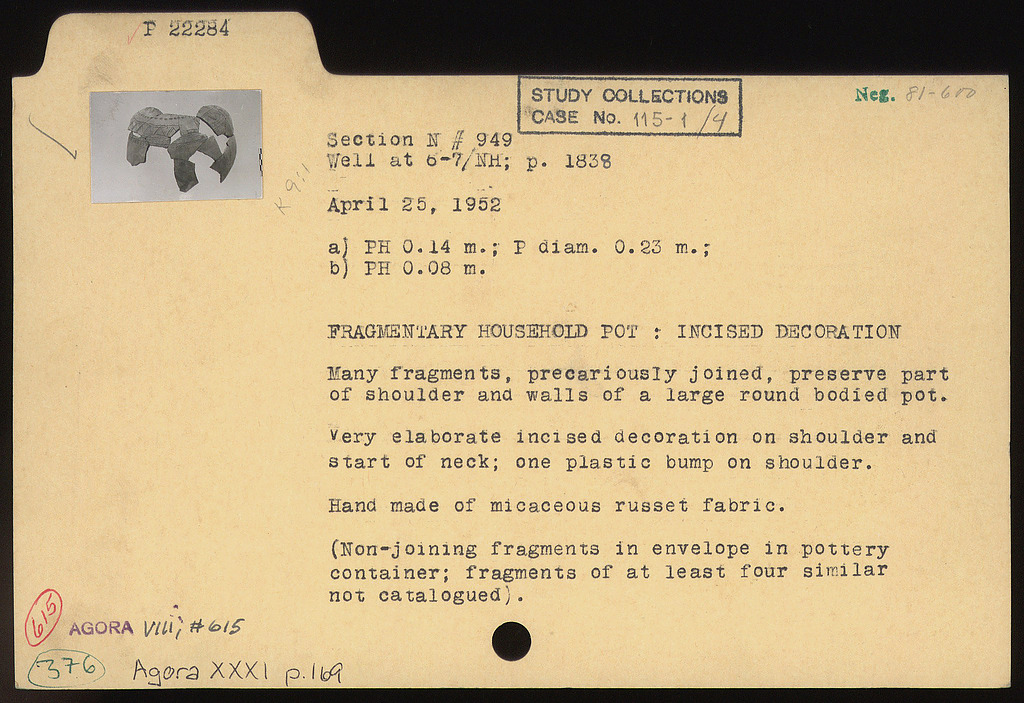 P 22284
STUDY COLLECTIONS
CASE No. 115-1/4
Neg. 81-600
K 9:1
Section N # 949
Well at 6-7/NH; p. 1838
April 25, 1952
a) PH 0.14 m.; P diam. 0.23 m.;
b) PH 0.08 m.
FRAGMENTARY HOUSEHOLD POT : INCISED DECORATION
Many fragments, precariously joined, preserve part
of shoulder and walls of a large round bodied pot.
Very elaborate incised decoration on shoulder and
start of neck; one plastic bump on shoulder.
Hand made of micaceous russet fabric.
(Non-joining fragments in envelope in pottery
container; fragments of at least four similar
not catalogued).
615
AGORA VIII; #615
376
Agora XXXI p.169